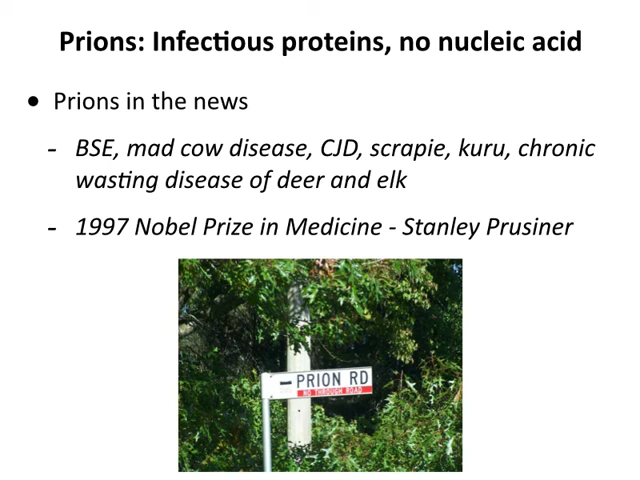 Prions: Infectious proteins, no nucleic acid
• Prions in the news
- BSE, mad cow disease, CJD, scrapie, kuru, chronic
wasting disease of deer and elk
- 1997 Nobel Prize in Medicine - Stanley Prusiner
PRION RD
NO THROUGH ROAD